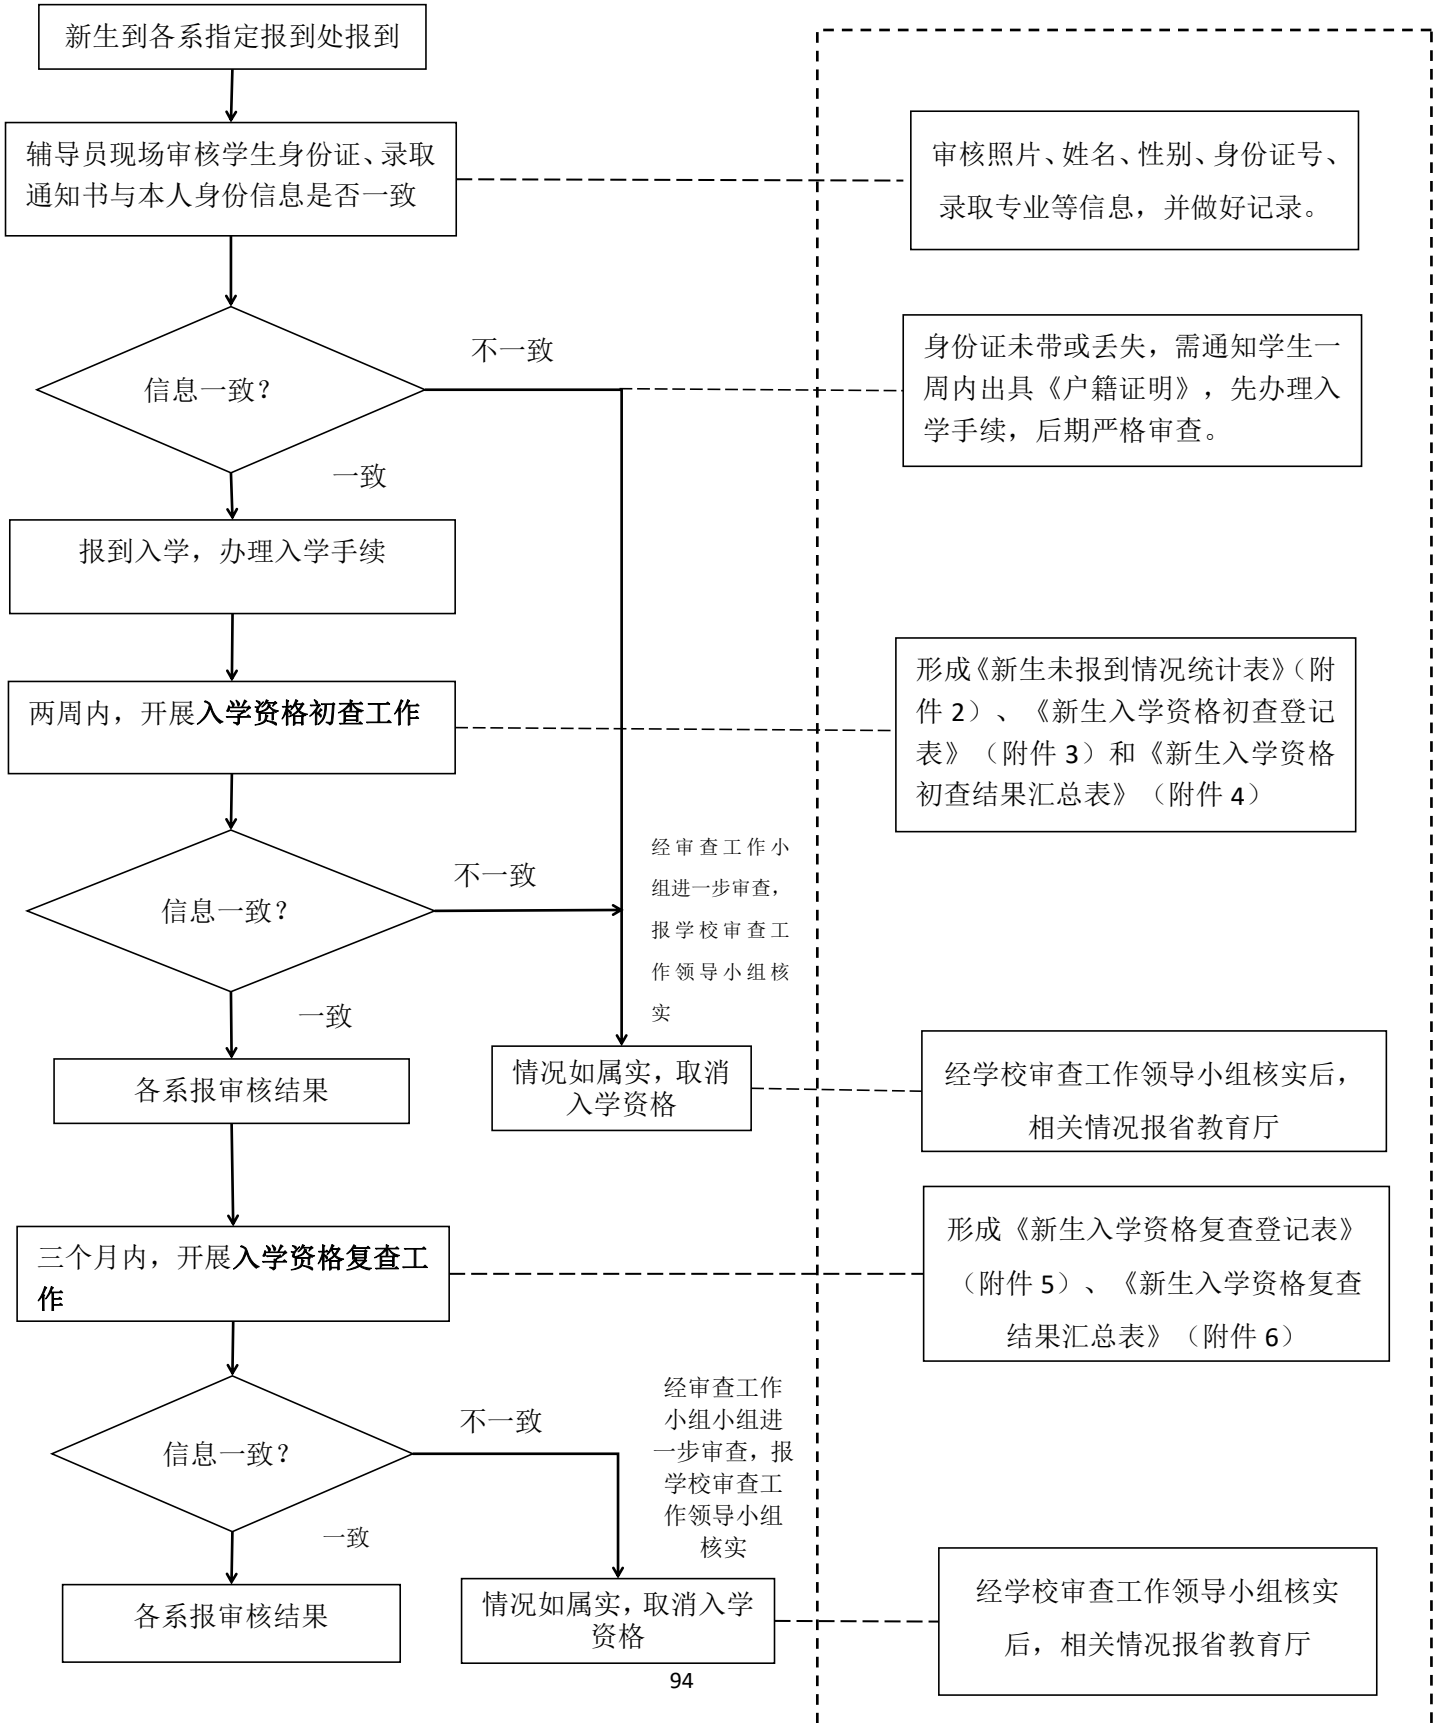 新生到各系指定报到处报到
辅导员现场审核学生身份证、录取
通知书与本人身份信息是否一致
审核照片、姓名、性别、身份证号、
录取专业等信息，并做好记录。
信息一致？
不一致
一致
身份证未带或丢失，需通知学生一
周内出具《户籍证明》，先办理入
学手续，后期严格审查。
报到入学，办理入学手续
两周内，开展入学资格初查工作
形成《新生未报到情况统计表》（附
件 2）、《新生入学资格初查登记
表》（附件 3）和《新生入学资格
初查结果汇总表》（附件 4）
信息一致？
不一致
一致
经审查工作小
组进一步审查，
报学校审查工
作领导小组核
实
各系报审核结果
情况如属实，取消
入学资格
经学校审查工作领导小组核实后，
相关情况报省教育厅
三个月内，开展入学资格复查工
作
形成《新生入学资格复查登记表》
（附件 5）、《新生入学资格复查
结果汇总表》（附件 6）
信息一致？
不一致
一致
经审查工作
小组小组进
一步审查，报
学校审查工
作领导小组
核实
各系报审核结果
情况如属实，取消入学
资格
经学校审查工作领导小组核实
后，相关情况报省教育厅
94